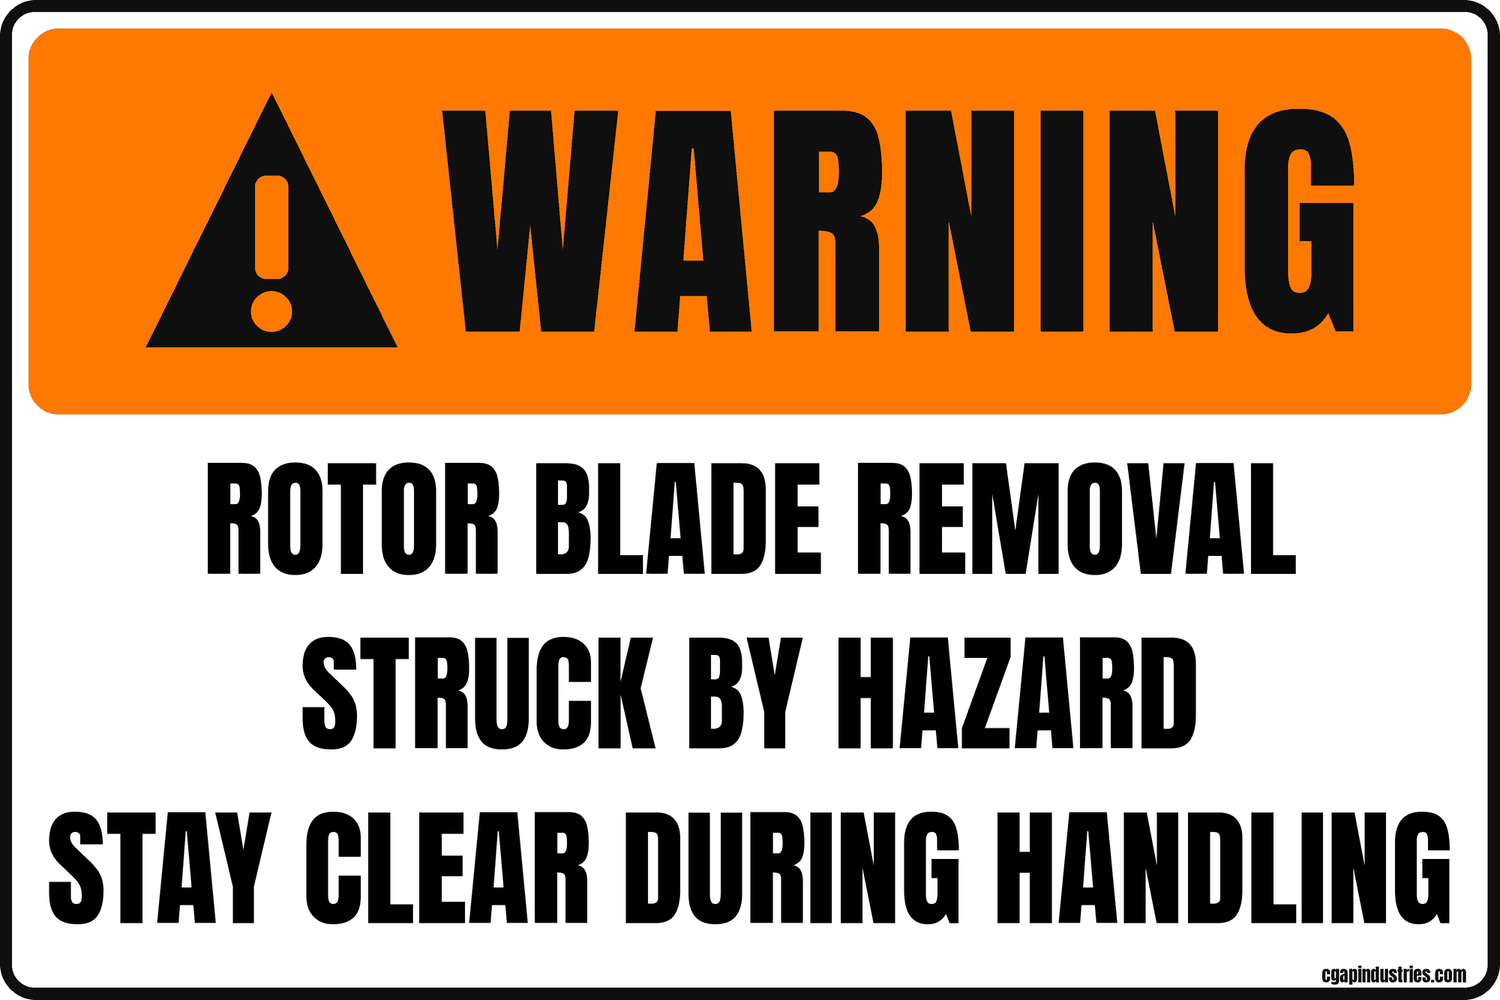 WARNING
ROTOR BLADE REMOVAL
STRUCK BY HAZARD
STAY CLEAR DURING HANDLING
cgapindustries.com